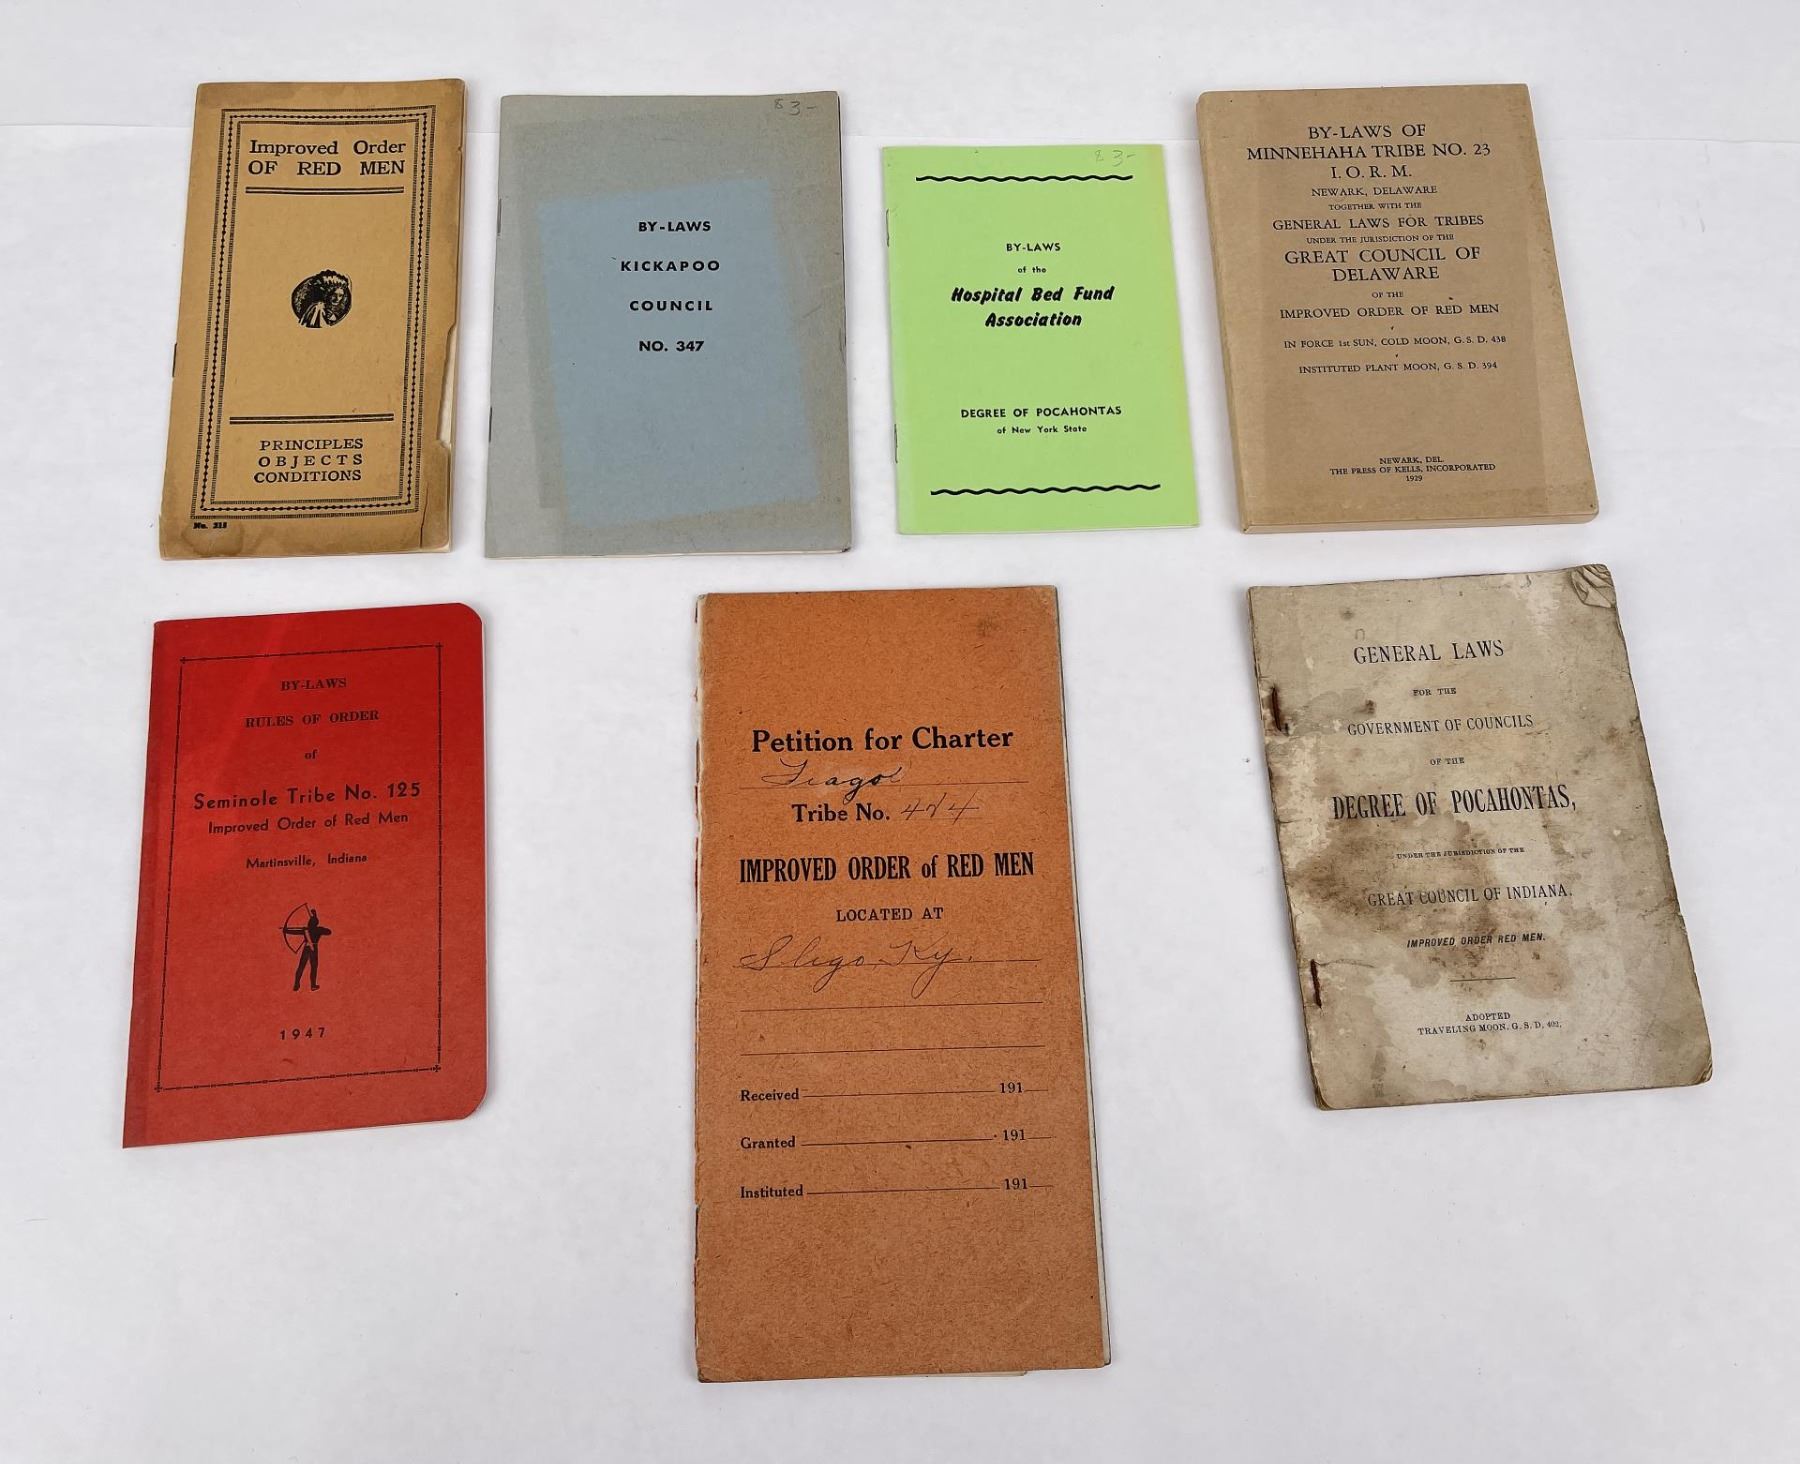 Improved Order
OF RED MEN
PRINCIPLES
OBJECTS
CONDITIONS
83-
BY-LAWS
KICKAPOO
COUNCIL
NO. 347
83-
BY-LAWS
of the
Hospital Bed Fund
Association
DEGREE OF POCAHONTAS
of New York State
BY-LAWS OF
MINNEHAHA TRIBE NO. 23
I. O. R. M.
NEWARK, DELAWARE
TOGETHER WITH THE
GENERAL LAWS FOR TRIBES
UNDER THE JURISDICTION OF THE
GREAT COUNCIL OF
DELAWARE
OF THE
IMPROVED ORDER OF RED MEN
IN FORCE 1st SUN, COLD MOON, G. S. D. 438
INSTITUTED PLANT MOON, G. S. D. 394
NEWARK, DEL.
THE PRESS OF KELLS, INCORPORATED
1929
BY-LAWS
RULES OF ORDER
of
Seminole Tribe No. 125
Improved Order of Red Men
Martinsville, Indiana
1947
Petition for Charter
Tribe No.
IMPROVED ORDER of RED MEN
LOCATED AT
Sligo, Ky.
Received 191
Granted 191
Instituted 191
GENERAL LAWS
FOR THE
GOVERNMENT OF COUNCILS
OF THE
DEGREE OF POCAHONTAS,
UNDER THE JURISDICTION OF THE
GREAT COUNCIL OF INDIANA.
IMPROVED ORDER RED MEN.
ADOPTED
TRAVELING MOON, G. S. D. 402.